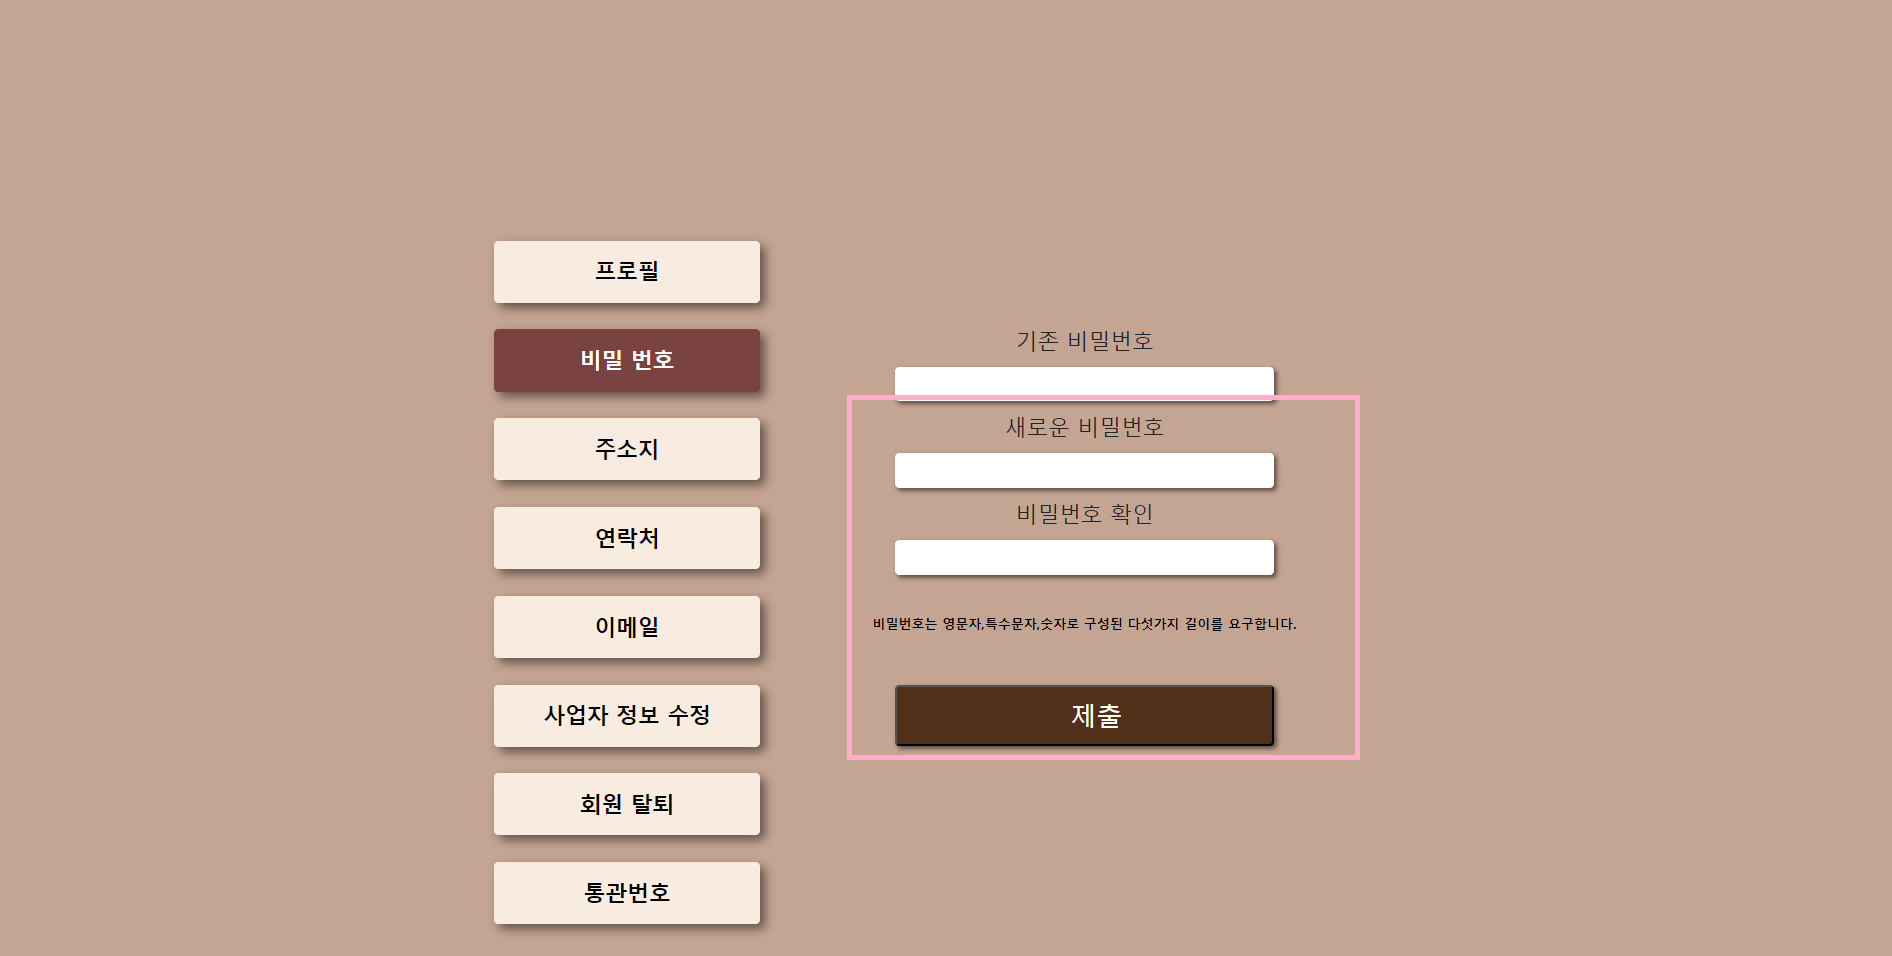 프로필
비밀 번호
주소지
연락처
이메일
사업자 정보 수정
회원 탈퇴
통관번호
기존 비밀번호
새로운 비밀번호
비밀번호 확인
비밀번호는 영문자,특수문자,숫자로 구성된 다섯가지 길이를 요구합니다.
제출